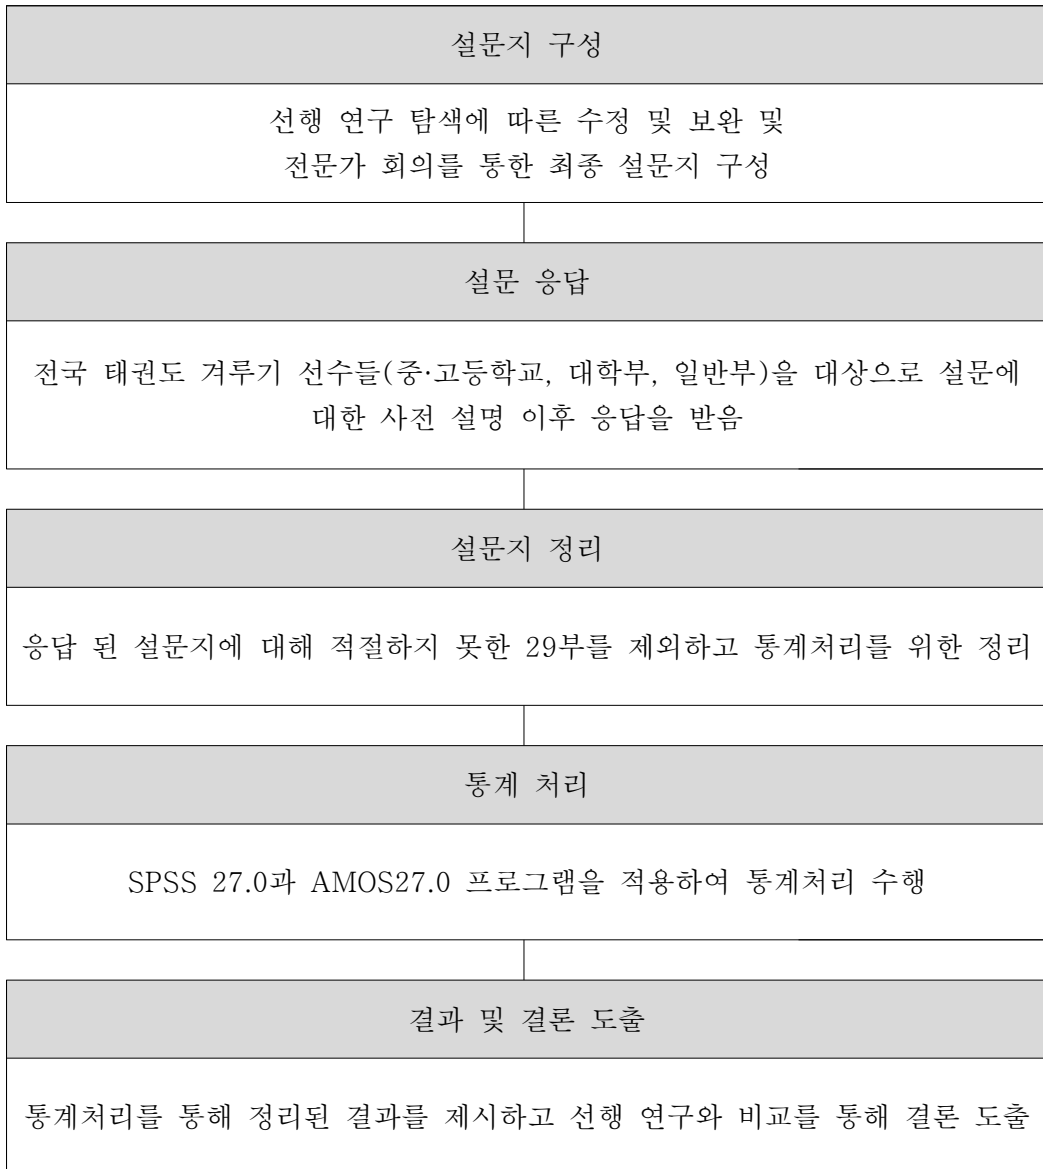 설문지 구성
선행 연구 탐색에 따른 수정 및 보완 및
전문가 회의를 통한 최종 설문지 구성
설문 응답
전국 태권도 겨루기 선수들(중·고등학교, 대학부, 일반부)을 대상으로 설문에
대한 사전 설명 이후 응답을 받음
설문지 정리
응답 된 설문지에 대해 적절하지 못한 29부를 제외하고 통계처리를 위한 정리
통계 처리
SPSS 27.0과 AMOS27.0 프로그램을 적용하여 통계처리 수행
결과 및 결론 도출
통계처리를 통해 정리된 결과를 제시하고 선행 연구와 비교를 통해 결론 도출